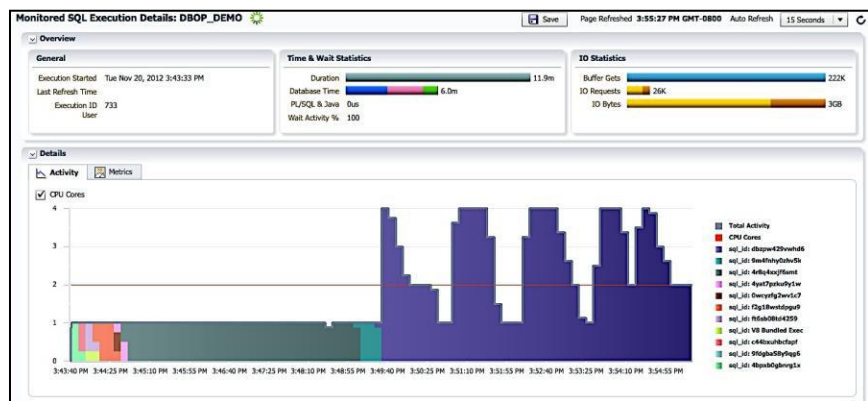 Monitored SQL Execution Details: DBOP_DEMO
Save
Page Refreshed 3:55:27 PM GMT-0800
Auto Refresh
15 Seconds
Overview
General
Execution Started Tue Nov 20, 2012 3:43:33 PM
Last Refresh Time
Execution ID 733
User
Time & Wait Statistics
Duration 11.9m
Database Time 6.0m
PL/SQL & Java 0us
Wait Activity % 100
IO Statistics
Buffer Gets 222K
IO Requests 26K
IO Bytes 3GB
Details
Activity
Metrics
CPU Cores
4
3
2
1
0
3:43:40 PM 3:44:25 PM 3:45:10 PM 3:45:55 PM 3:46:40 PM 3:47:25 PM 3:48:10 PM 3:48:55 PM 3:49:40 PM 3:50:25 PM 3:51:10 PM 3:51:55 PM 3:52:40 PM 3:53:25 PM 3:54:10 PM 3:54:55 PM
Total Activity
CPU Cores
sql_id: dbzpw429vwhd6
sql_id: 9m4fnhy0zhv5k
sql_id: 4r8q4xxjf6smt
sql_id: 4yat7pzku9y1w
sql_id: 0wcyzfg2wv1c7
sql_id: f2g18wstdpgu9
sql_id: ft6sb08td4259
sql_id: V8 Bundled Exec
sql_id: c44bxuhbcfapf
sql_id: 9fdgba58y9qg6
sql_id: 4bpxb0gbnrg1x